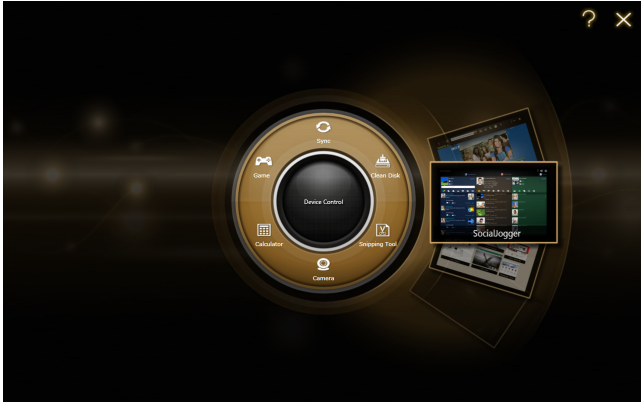 ?
Sync
Game
Clean Disk
Device Control
Calculator
Snipping Tool
Camera
SocialJogger